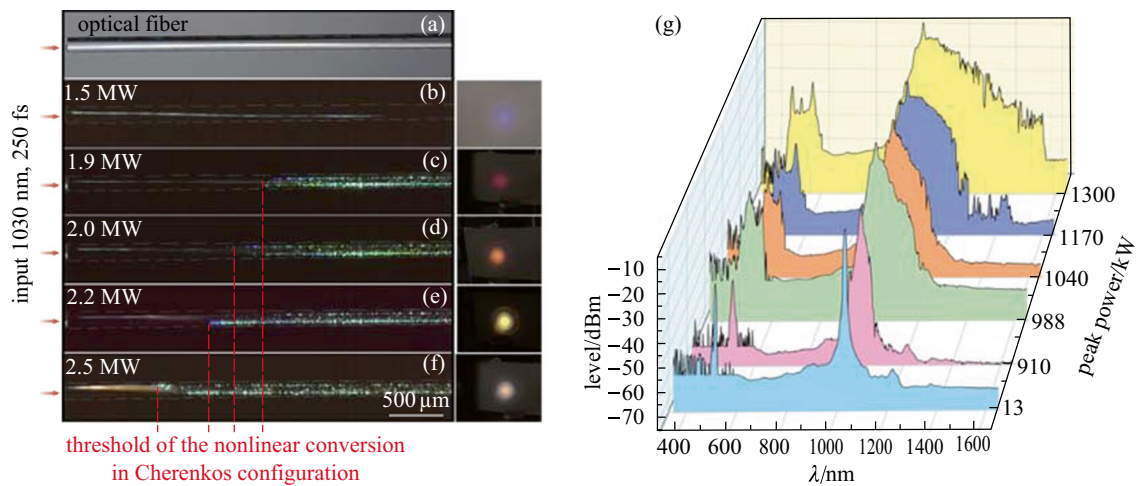 optical fiber
(a)
input 1030 nm, 250 fs
1.5 MW
(b)
1.9 MW
(c)
2.0 MW
(d)
2.2 MW
(e)
2.5 MW
(f)
500 μm
threshold of the nonlinear conversion
in Cherenkos configuration
(g)
−10
−20
−30
−40
−50
−60
−70
level/dBm
400
600
800
1000
1200
1400
1600
λ/nm
1300
1170
1040
988
910
13
peak power/kW